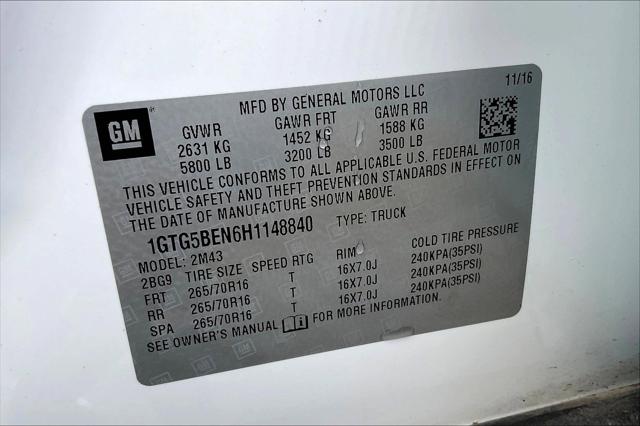 11/16
GM
MFD BY GENERAL MOTORS LLC
GVWR GAWR FRT GAWR RR
2631 KG 1452 KG 1588 KG
5800 LB 3200 LB 3500 LB
THIS VEHICLE CONFORMS TO ALL APPLICABLE U.S. FEDERAL MOTOR
VEHICLE SAFETY AND THEFT PREVENTION STANDARDS IN EFFECT ON
THE DATE OF MANUFACTURE SHOWN ABOVE.
1GTG5BEN6H1148840 TYPE: TRUCK
MODEL: 2M43
2BG9 TIRE SIZE SPEED RTG RIM COLD TIRE PRESSURE
FRT 265/70R16 T 16X7.0J 240KPA(35PSI)
RR 265/70R16 T 16X7.0J 240KPA(35PSI)
SPA 265/70R16 T 16X7.0J 240KPA(35PSI)
SEE OWNER'S MANUAL FOR MORE INFORMATION.